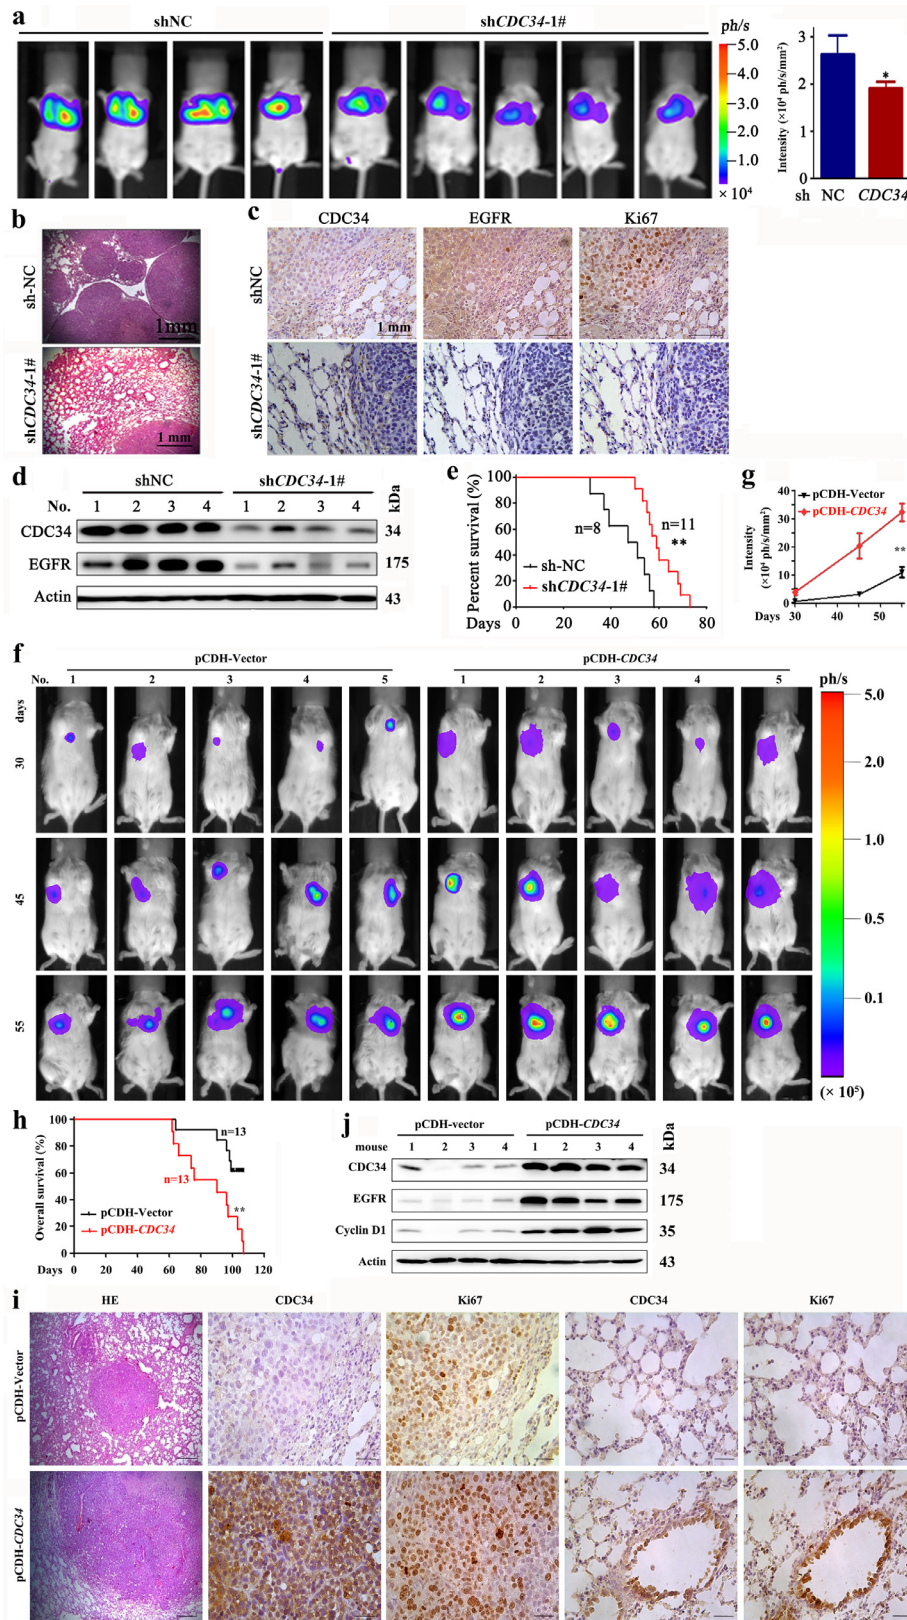 a
shNC
shCDC34-1#
ph/s
5.0
4.0
3.0
2.0
1.0
× 10⁴
Intensity (×10⁴ ph/s/mm²)
3
2
1
0
*
sh NC CDC34
b
sh-NC
1mm
shCDC34-1#
1 mm
c
CDC34 EGFR Ki67
shNC
1 mm
shCDC34-1#
d
shNC shCDC34-1# kDa
No. 1 2 3 4 1 2 3 4
CDC34 34
EGFR 175
Actin 43
e
Percent survival (%)
100
80
60
40
20
0
n=8
n=11
**
sh-NC
shCDC34-1#
Days 0 20 40 60 80
g
pCDH-Vector
pCDH-CDC34
Intensity
(×10⁴ ph/s/mm²)
40
30
20
10
0
**
Days 30 40 50
f
pCDH-Vector pCDH-CDC34
No. 1 2 3 4 5 1 2 3 4 5
days
30
45
55
ph/s
5.0
2.0
1.0
0.5
0.1
(× 10⁵)
h
Overall survival (%)
100
80
60
40
20
0
n=13
n=13
pCDH-Vector
pCDH-CDC34
**
Days 0 20 40 60 80 100 120
j
pCDH-vector pCDH-CDC34 kDa
mouse 1 2 3 4 1 2 3 4
CDC34 34
EGFR 175
Cyclin D1 35
Actin 43
i
HE CDC34 Ki67 CDC34 Ki67
pCDH-Vector
pCDH-CDC34